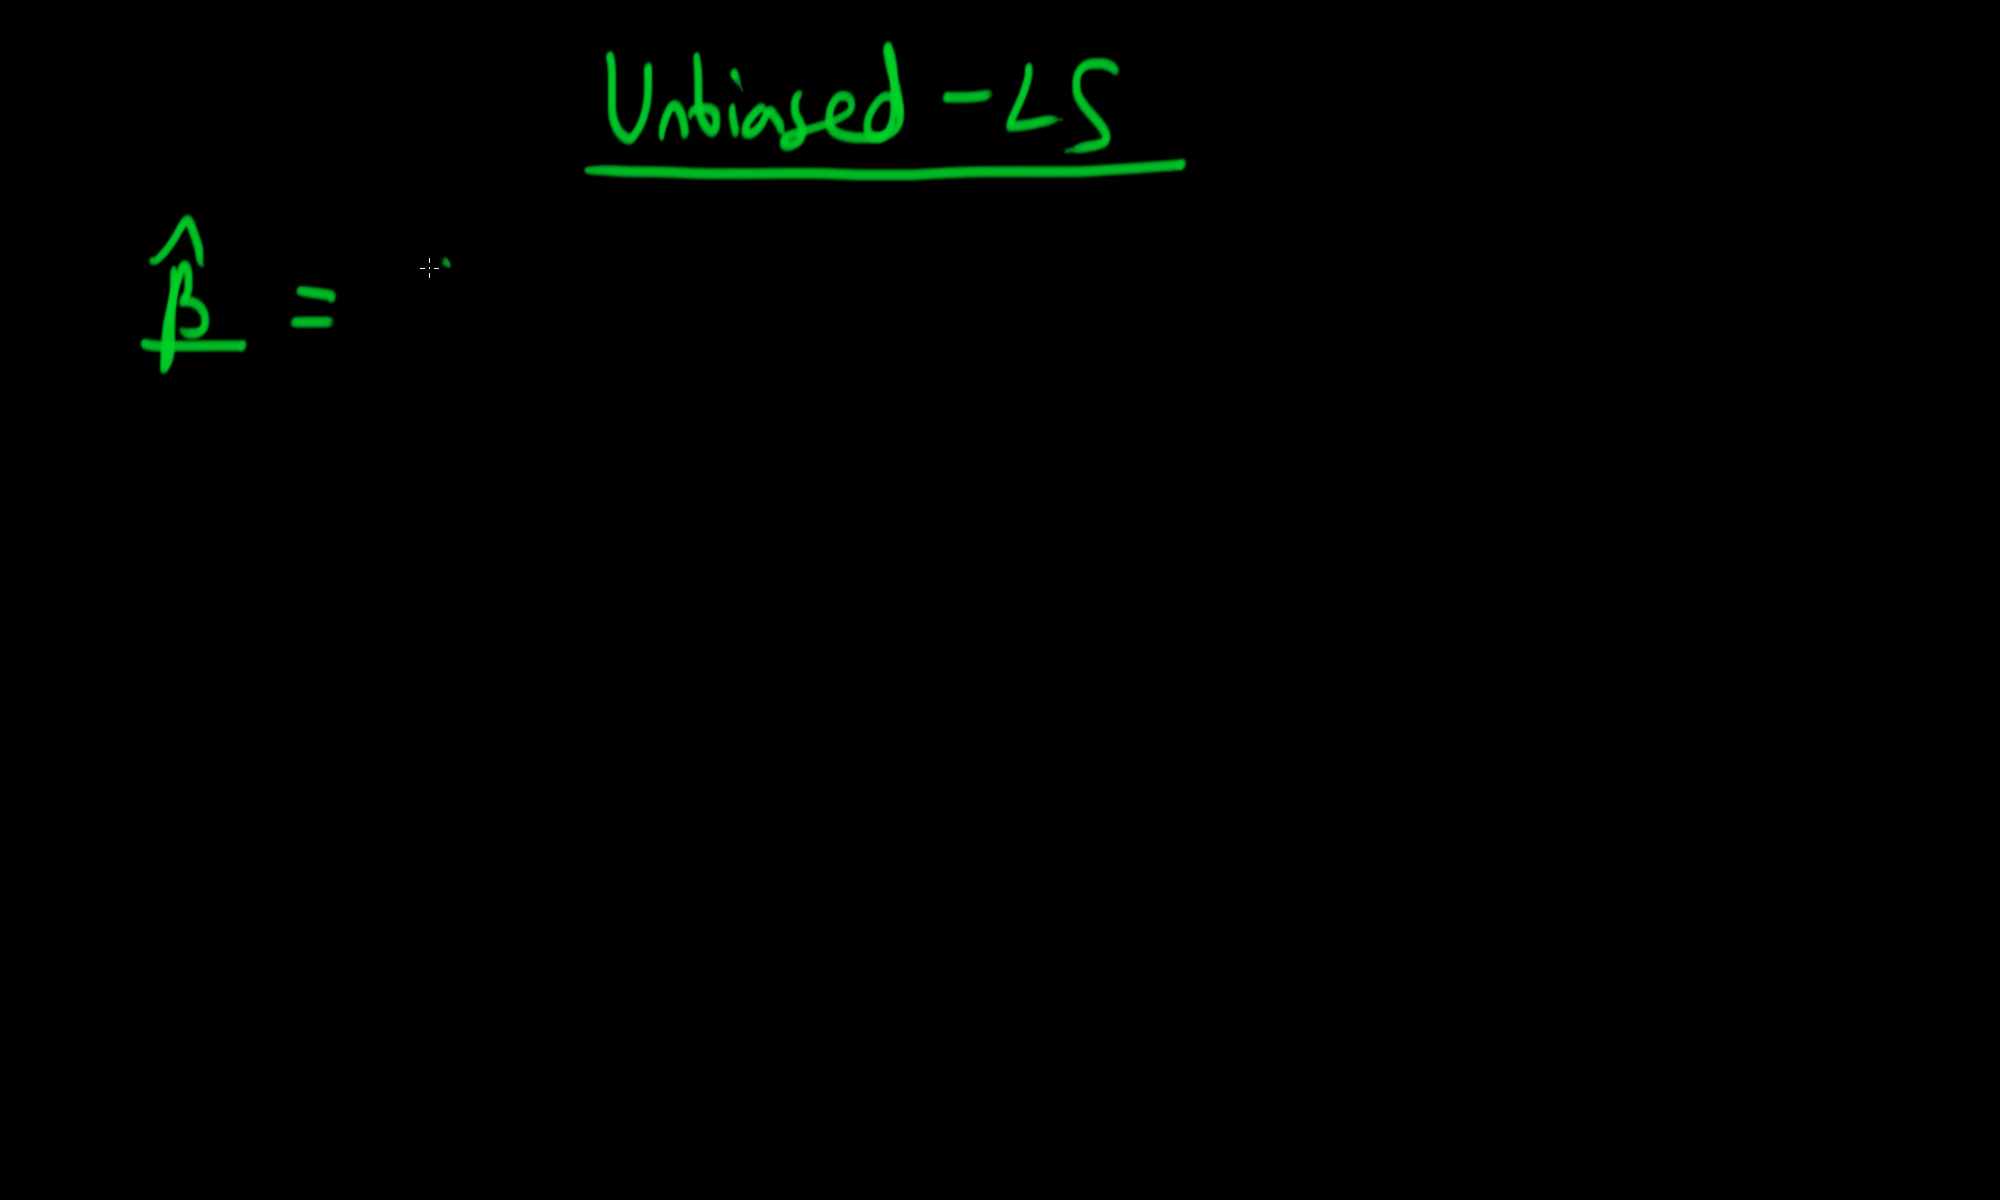 Unbiased - LS
β̂ =